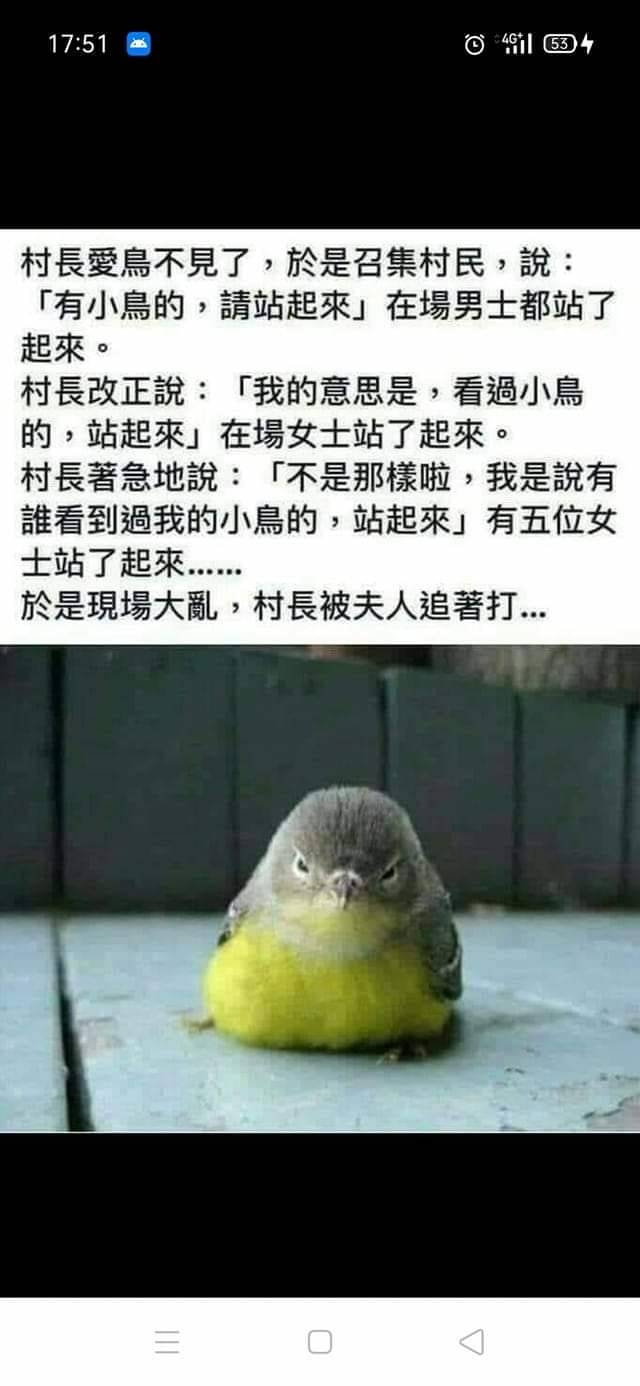 17:51
4G+
53
村長愛鳥不見了，於是召集村民，說：
「有小鳥的，請站起來」在場男士都站了
起來。
村長改正說：「我的意思是，看過小鳥
的，站起來」在場女士站了起來。
村長著急地說：「不是那樣啦，我是說有
誰看到過我的小鳥的，站起來」有五位女
士站了起來......
於是現場大亂，村長被夫人追著打...